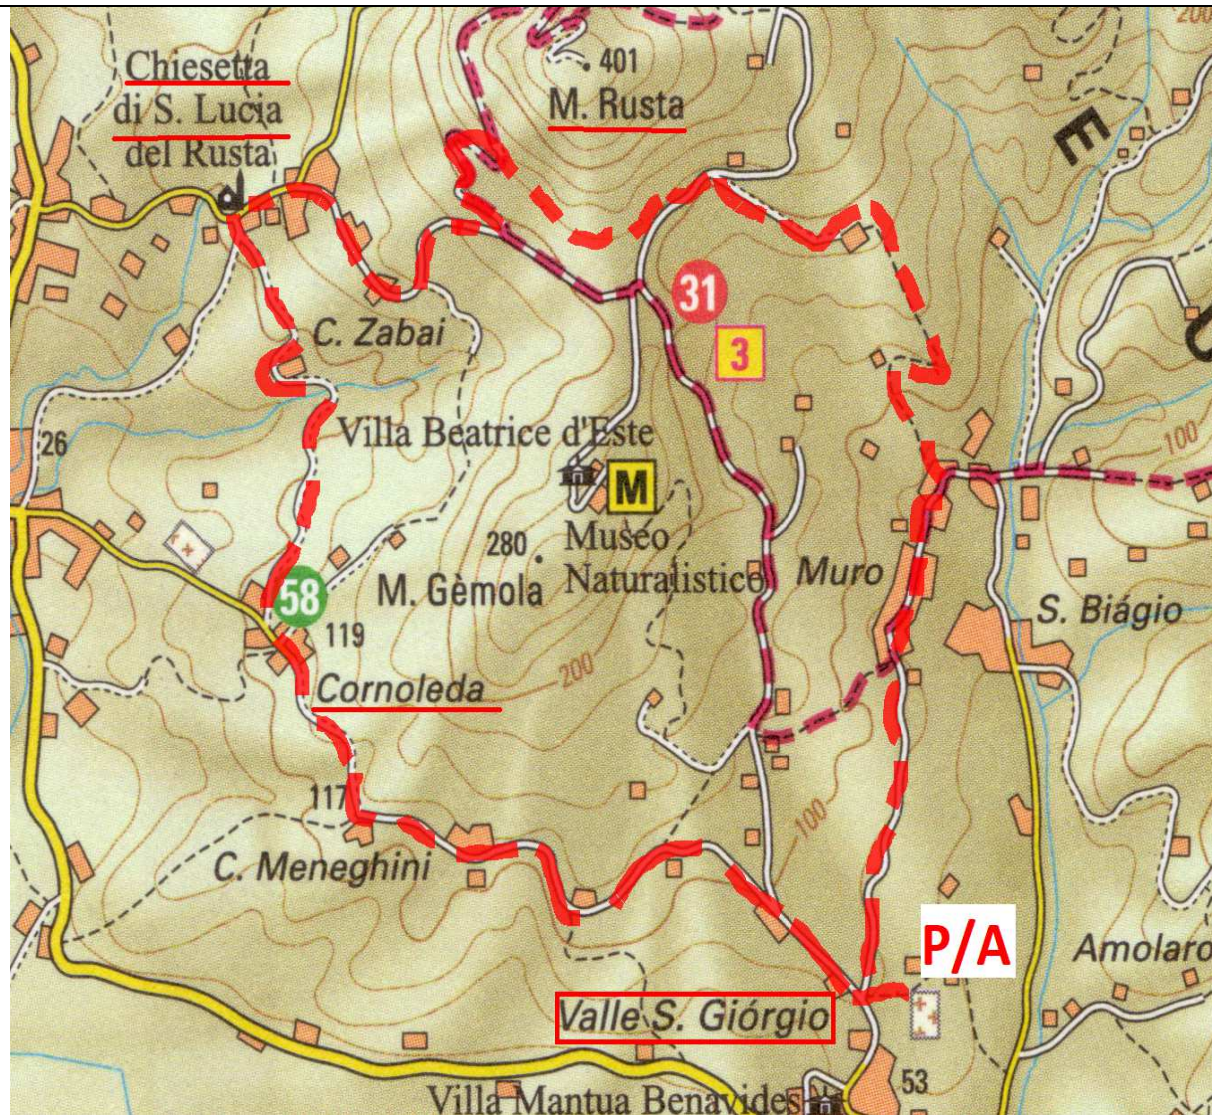 200
Chiesetta
di S. Lucia
del Rusta
401
M. Rusta
E
31
3
C. Zabai
Villa Beatrice d'Este
M
26
100
280
Museo
Naturalistico
M. Gèmola
Muro
58
119
S. Biágio
Cornoleda
200
117
100
C. Meneghini
P/A
Amolaro
Valle S. Giórgio
53
Villa Mantua Benavides